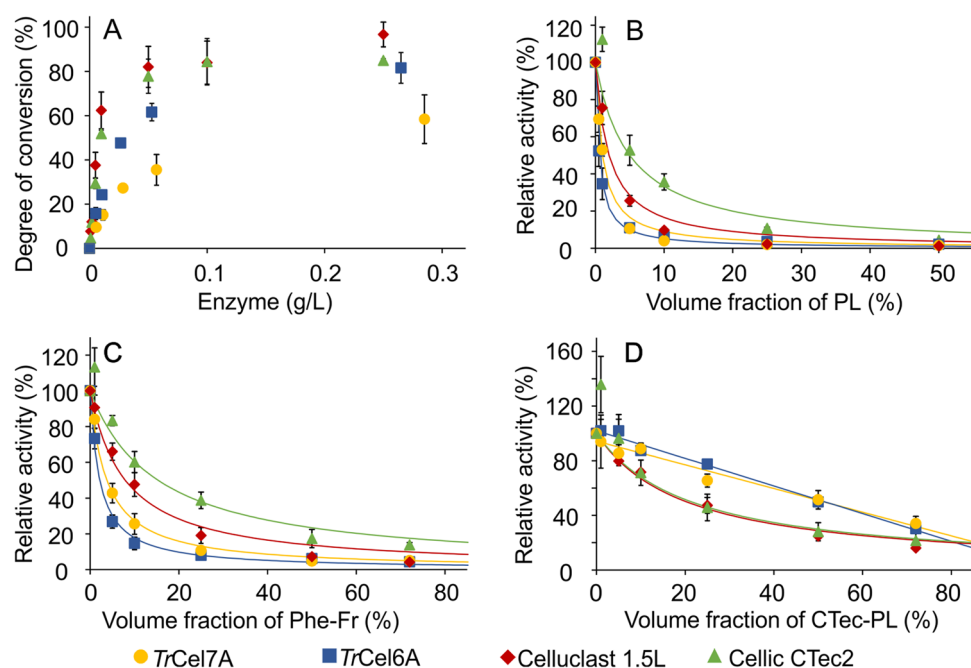 A
Degree of conversion (%)
100
80
60
40
20
0
0 0.1 0.2 0.3
Enzyme (g/L)
B
Relative activity (%)
120
100
80
60
40
20
0
0 10 20 30 40 50
Volume fraction of PL (%)
C
Relative activity (%)
120
100
80
60
40
20
0
0 20 40 60 80
Volume fraction of Phe-Fr (%)
D
Relative activity (%)
160
120
80
40
0
0 20 40 60 80
Volume fraction of CTec-PL (%)
TrCel7A TrCel6A Celluclast 1.5L Cellic CTec2